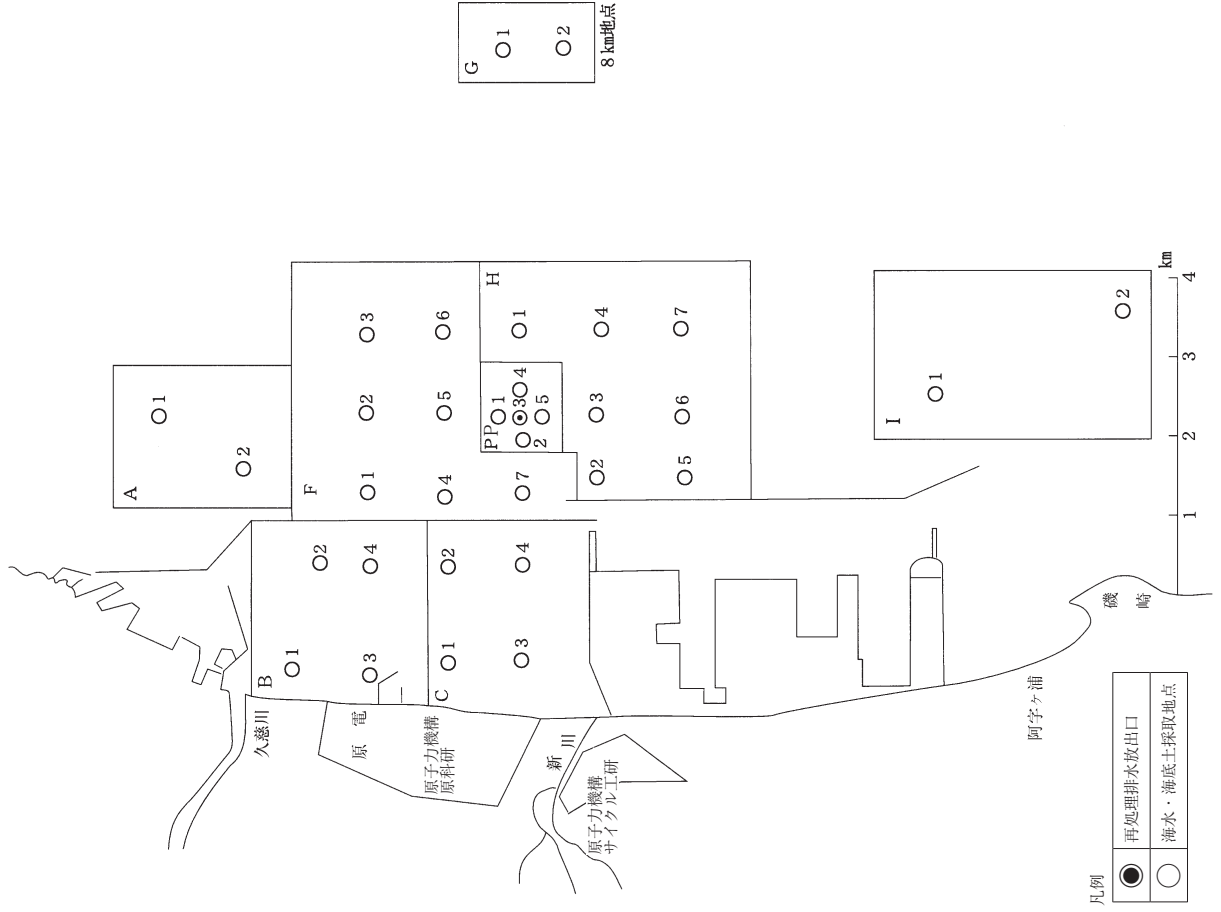 G
1
2
8km地点
A
1
2
F
1
2
3
4
5
6
7
H
1
2
3
4
5
6
7
PP
1
2
3
4
5
B
1
2
3
4
C
1
2
3
4
I
1
2
km
1
2
3
4
久慈川
原電
原子力機構
原科研
新川
原子力機構
サイクル工研
阿字ヶ浦
磯崎
凡例
再処理排水放出口
海水・海底土採取地点